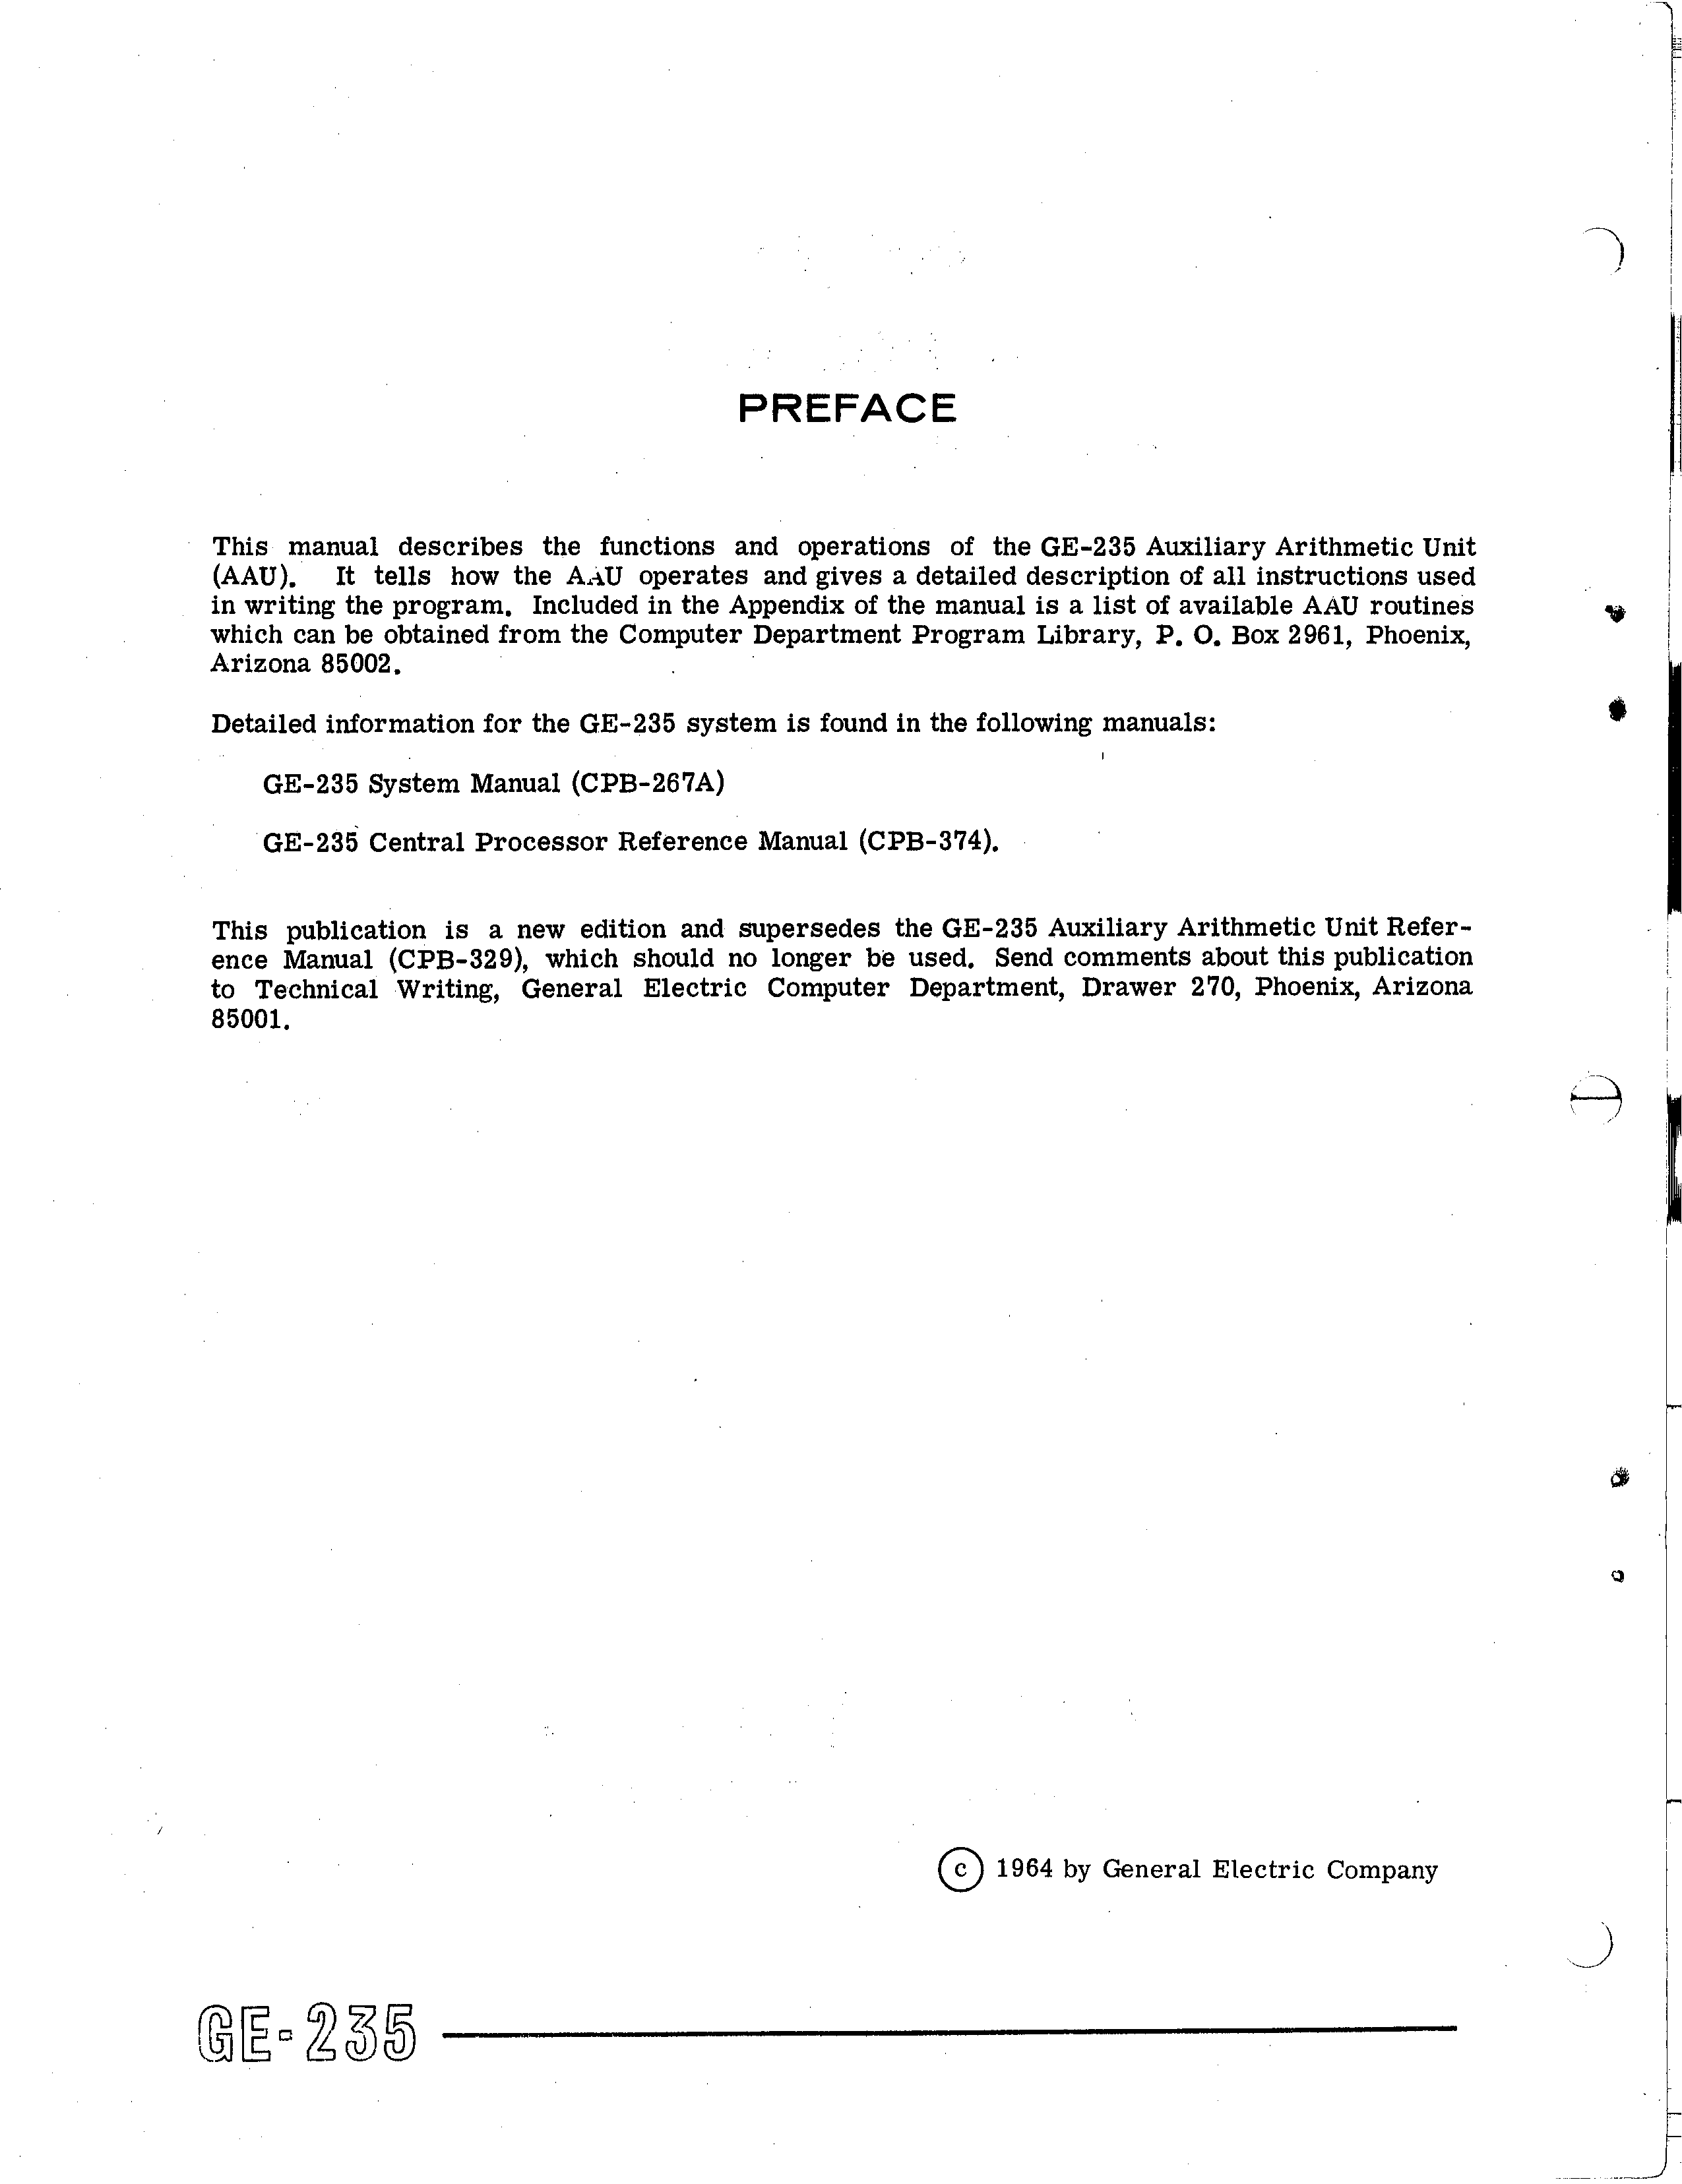 PREFACE
This manual describes the functions and operations of the GE-235 Auxiliary Arithmetic Unit
(AAU). It tells how the AAU operates and gives a detailed description of all instructions used
in writing the program. Included in the Appendix of the manual is a list of available AAU routines
which can be obtained from the Computer Department Program Library, P. O. Box 2961, Phoenix,
Arizona 85002.
Detailed information for the GE-235 system is found in the following manuals:
GE-235 System Manual (CPB-267A)
GE-235 Central Processor Reference Manual (CPB-374).
This publication is a new edition and supersedes the GE-235 Auxiliary Arithmetic Unit Refer-
ence Manual (CPB-329), which should no longer be used. Send comments about this publication
to Technical Writing, General Electric Computer Department, Drawer 270, Phoenix, Arizona
85001.
© 1964 by General Electric Company
GE-235